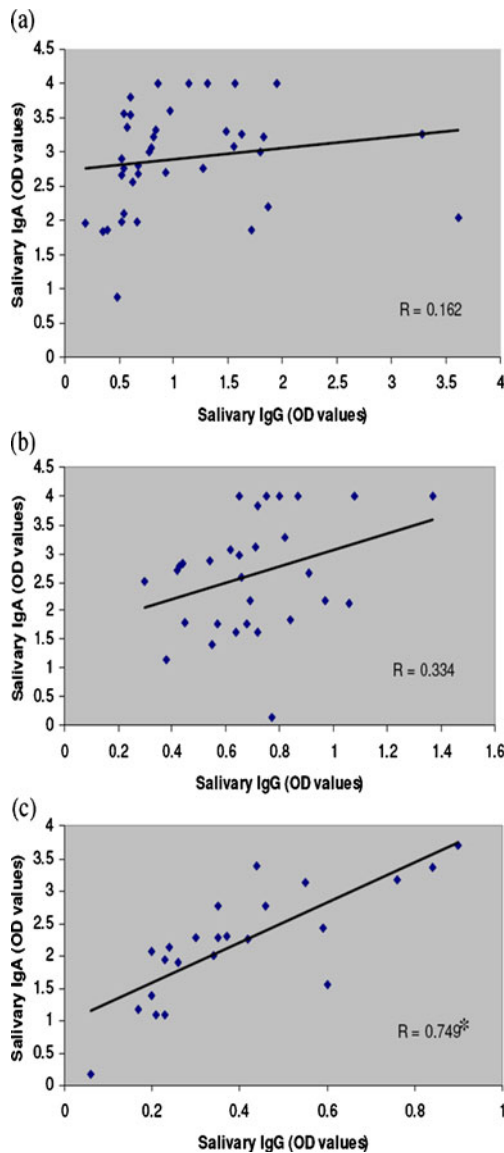 (a)
4.5
4
3.5
3
2.5
2
1.5
1
0.5
0
Salivary IgA (OD values)
R = 0.162
0 0.5 1 1.5 2 2.5 3 3.5 4
Salivary IgG (OD values)
(b)
4.5
4
3.5
3
2.5
2
1.5
1
0.5
0
Salivary IgA (OD values)
R = 0.334
0 0.2 0.4 0.6 0.8 1 1.2 1.4 1.6
Salivary IgG (OD values)
(c)
4
3.5
3
2.5
2
1.5
1
0.5
0
Salivary IgA (OD values)
R = 0.749*
0 0.2 0.4 0.6 0.8 1
Salivary IgG (OD values)